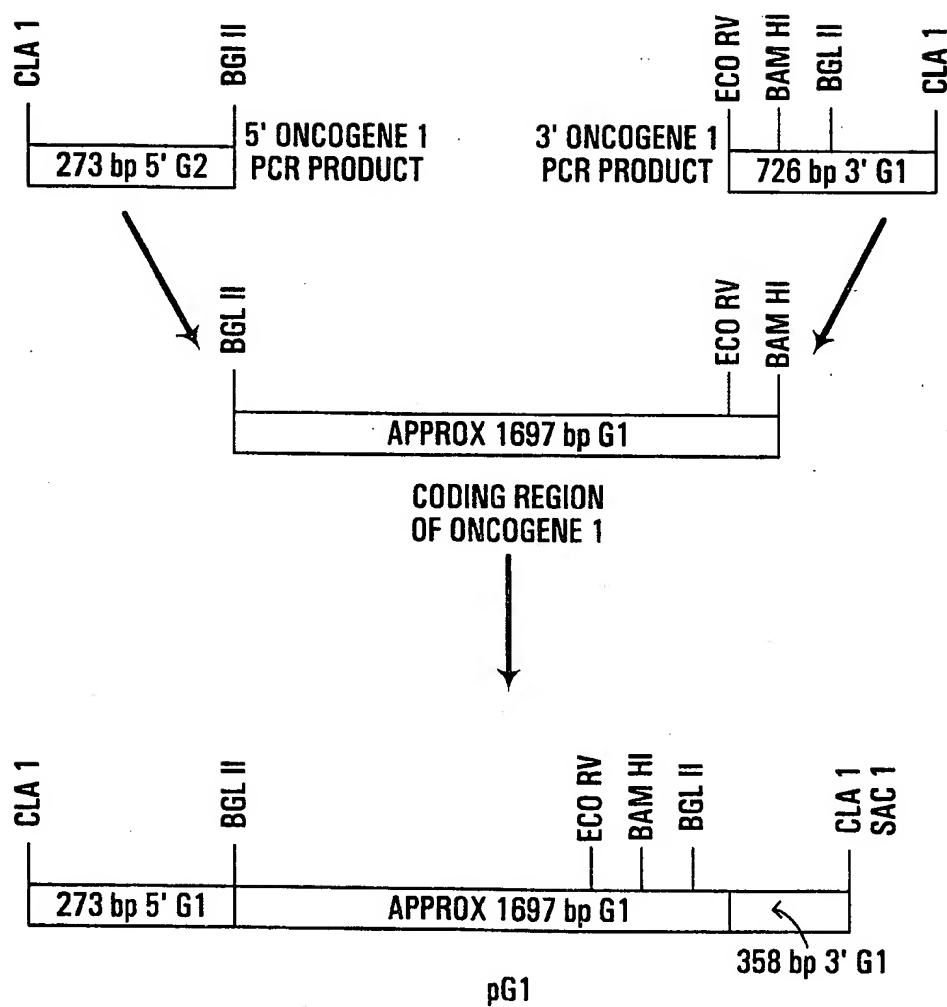 CLA 1
BGI II
ECO RV
BAM HI
BGL II
CLA 1
5' ONCOGENE 1
PCR PRODUCT
3' ONCOGENE 1
PCR PRODUCT
273 bp 5' G2
726 bp 3' G1
BGL II
ECO RV
BAM HI
APPROX 1697 bp G1
CODING REGION
OF ONCOGENE 1
CLA 1
BGL II
ECO RV
BAM HI
BGL II
CLA 1
SAC 1
273 bp 5' G1
APPROX 1697 bp G1
358 bp 3' G1
pG1